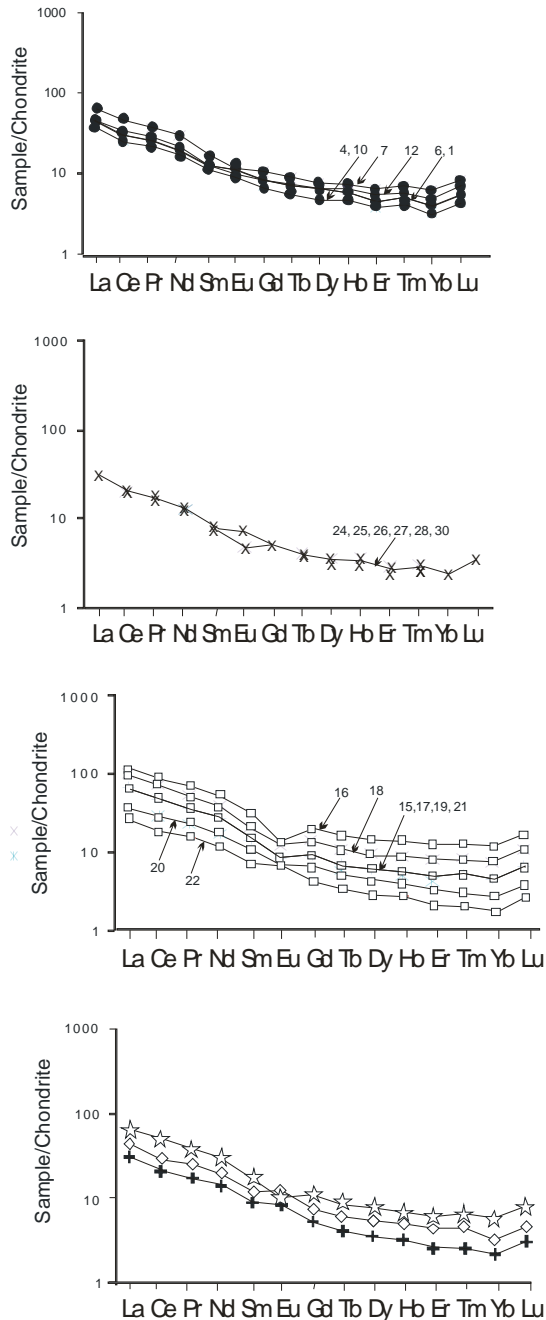 1000
100
10
1
Sample/Chondrite
4, 10
7
12
6, 1
La Ce Pr Nd Sm Eu Gd Tb Dy Ho Er Tm Yb Lu
1000
100
10
1
Sample/Chondrite
24, 25, 26, 27, 28, 30
La Ce Pr Nd Sm Eu Gd Tb Dy Ho Er Tm Yb Lu
1000
100
10
1
Sample/Chondrite
16
18
15,17,19, 21
20
22
La Ce Pr Nd Sm Eu Gd Tb Dy Ho Er Tm Yb Lu
1000
100
10
1
Sample/Chondrite
La Ce Pr Nd Sm Eu Gd Tb Dy Ho Er Tm Yb Lu